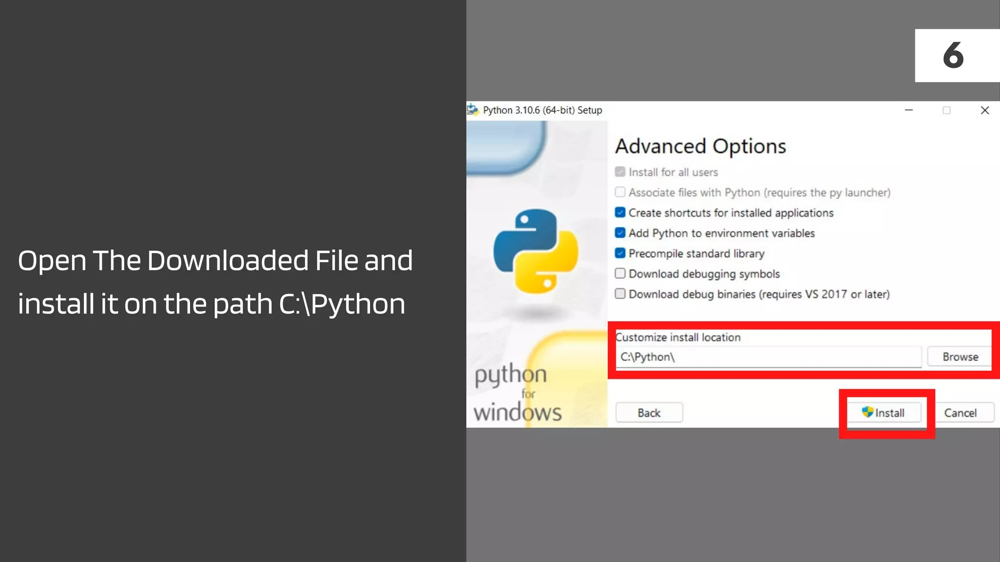 6
Open The Downloaded File and
install it on the path C:\Python
Python 3.10.6 (64-bit) Setup
Advanced Options
Install for all users
Associate files with Python (requires the py launcher)
Create shortcuts for installed applications
Add Python to environment variables
Precompile standard library
Download debugging symbols
Download debug binaries (requires VS 2017 or later)
Customize install location
C:\Python\
Browse
python
for
windows
Back
Install
Cancel